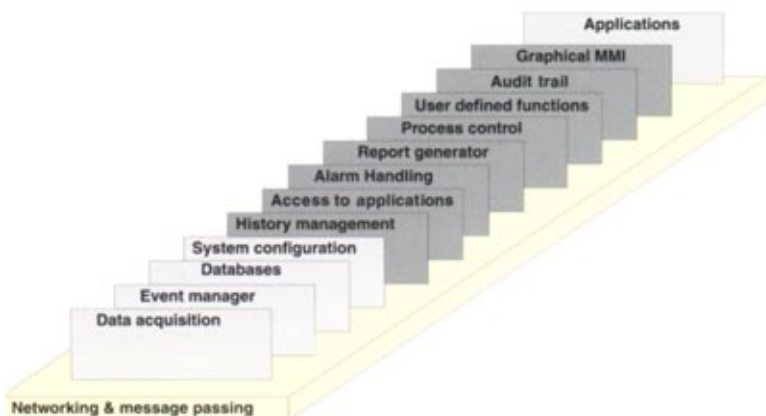 Applications
Graphical MMI
Audit trail
User defined functions
Process control
Report generator
Alarm Handling
Access to applications
History management
System configuration
Databases
Event manager
Data acquisition
Networking & message passing